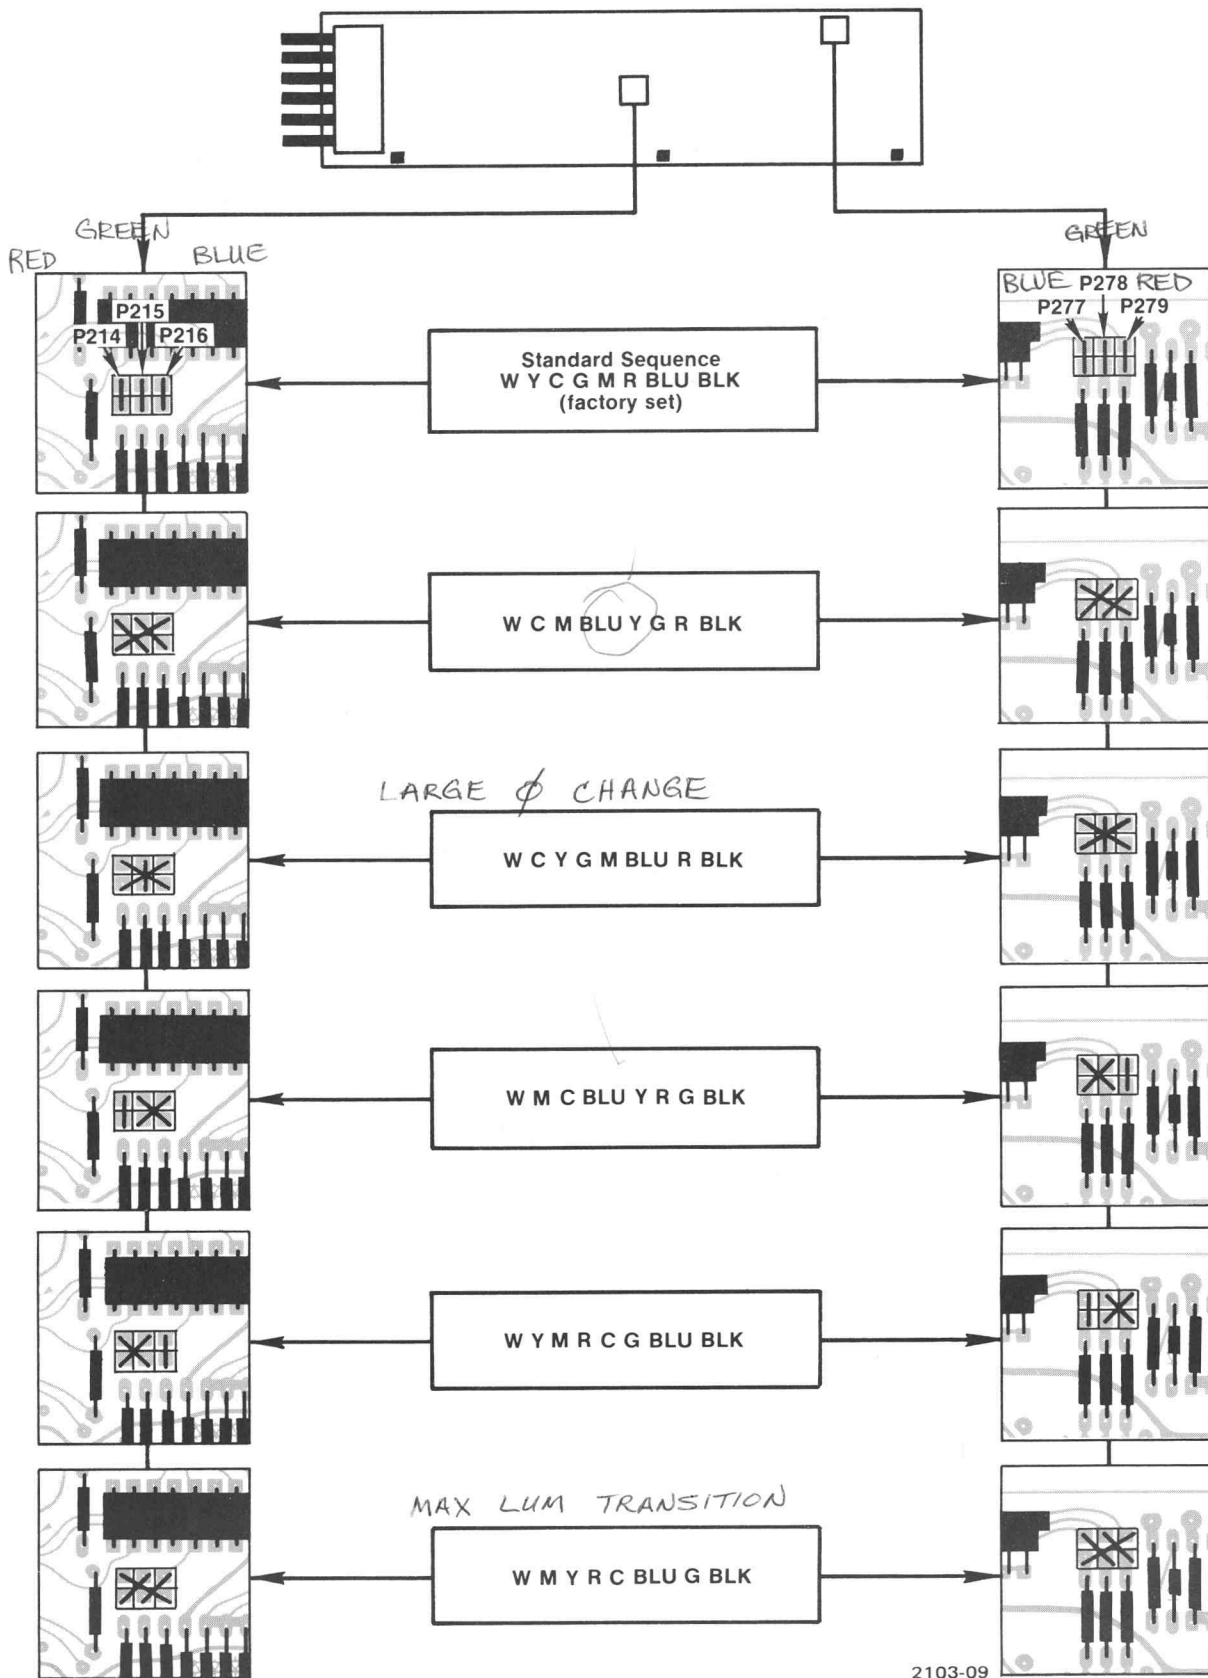 GREEN
RED BLUE
P215
P214 P216
GREEN
BLUE P278 RED
P277 P279
Standard Sequence
W Y C G M R BLU BLK
(factory set)
W C M BLU Y G R BLK
LARGE ϕ CHANGE
W C Y G M BLU R BLK
W M C BLU Y R G BLK
W Y M R C G BLU BLK
MAX LUM TRANSITION
W M Y R C BLU G BLK
2103-09